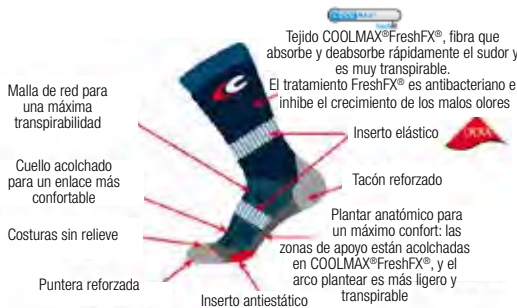 COOLMAX
Tejido COOLMAX®FreshFX®, fibra que
absorbe y deabsorbe rápidamente el sudor y
es muy transpirable.
El tratamiento FreshFX® es antibacteriano e
inhibe el crecimiento de los malos olores
Malla de red para
una máxima
transpirabilidad
Inserto elástico
LYCRA
Cuello acolchado
para un enlace más
confortable
Tacón reforzado
Costuras sin relieve
Plantar anatómico para
un máximo confort: las
zonas de apoyo están acolchadas
en COOLMAX®FreshFX®, y el
arco plantear es más ligero y
transpirable
Puntera reforzada
Inserto antiestático